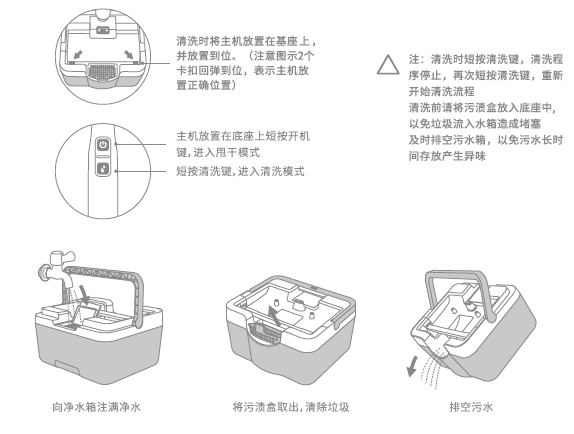 清洗时将主机放置在基座上，
并放置到位。（注意图示2个
卡扣回弹到位，表示主机放
置正确位置）
主机放置在底座上短按开机
键，进入甩干模式
短按清洗键，进入清洗模式
注：清洗时短按清洗键，清洗程
序停止，再次短按清洗键，重新
开始清洗流程
清洗前请将污渍盒放入底座中，
以免垃圾流入水箱造成堵塞
及时排空污水箱，以免污水长时
间存放产生异味
向净水箱注满净水
将污渍盒取出，清除垃圾
排空污水